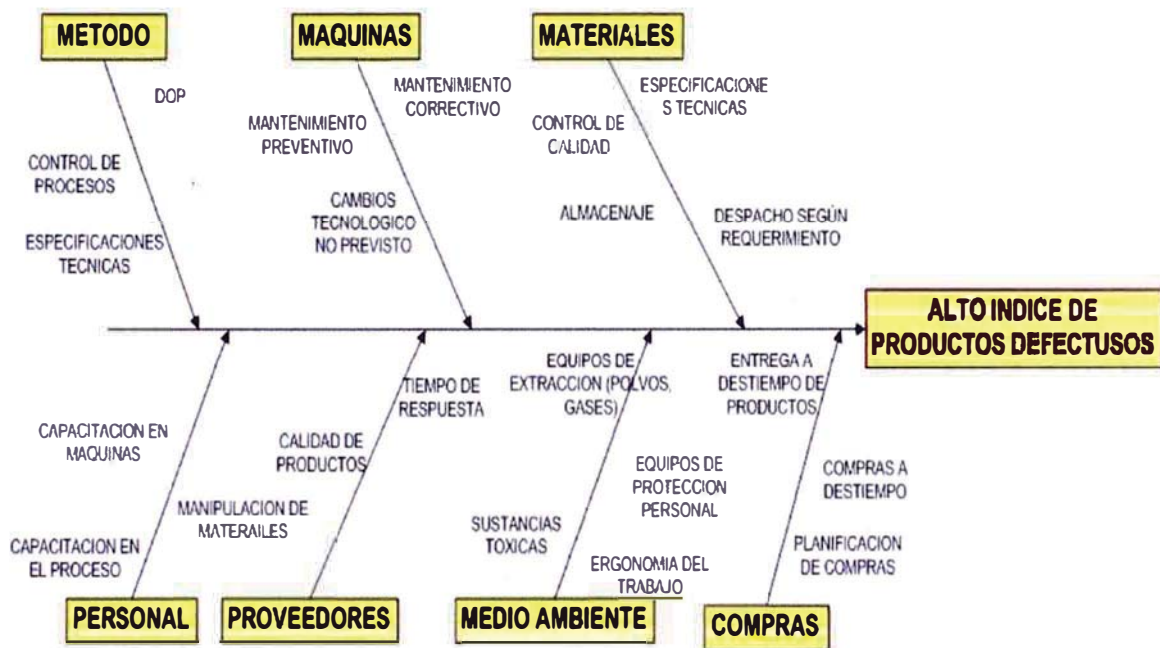 METODO
MAQUINAS
MATERIALES
DOP
MANTENIMIENTO
CORRECTIVO
ESPECIFICACIONE
S TECNICAS
MANTENIMIENTO
PREVENTIVO
CONTROL DE
CALIDAD
CONTROL DE
PROCESOS
CAMBIOS
TECNOLOGICO
NO PREVISTO
ALMACENAJE
DESPACHO SEGÚN
REQUERIMIENTO
ESPECIFICACIONES
TECNICAS
ALTO INDICE DE
PRODUCTOS DEFECTUSOS
TIEMPO DE
RESPUESTA
EQUIPOS DE
EXTRACCION (POLVOS,
GASES)
ENTREGA A
DESTIEMPO DE
PRODUCTOS
CAPACITACION EN
MAQUINAS
CALIDAD DE
PRODUCTOS
EQUIPOS DE
PROTECCION
PERSONAL
COMPRAS A
DESTIEMPO
MANIPULACION DE
MATERAILES
SUSTANCIAS
TOXICAS
CAPACITACION EN
EL PROCESO
ERGONOMIA DEL
TRABAJO
PLANIFICACION
DE COMPRAS
PERSONAL
PROVEEDORES
MEDIO AMBIENTE
COMPRAS